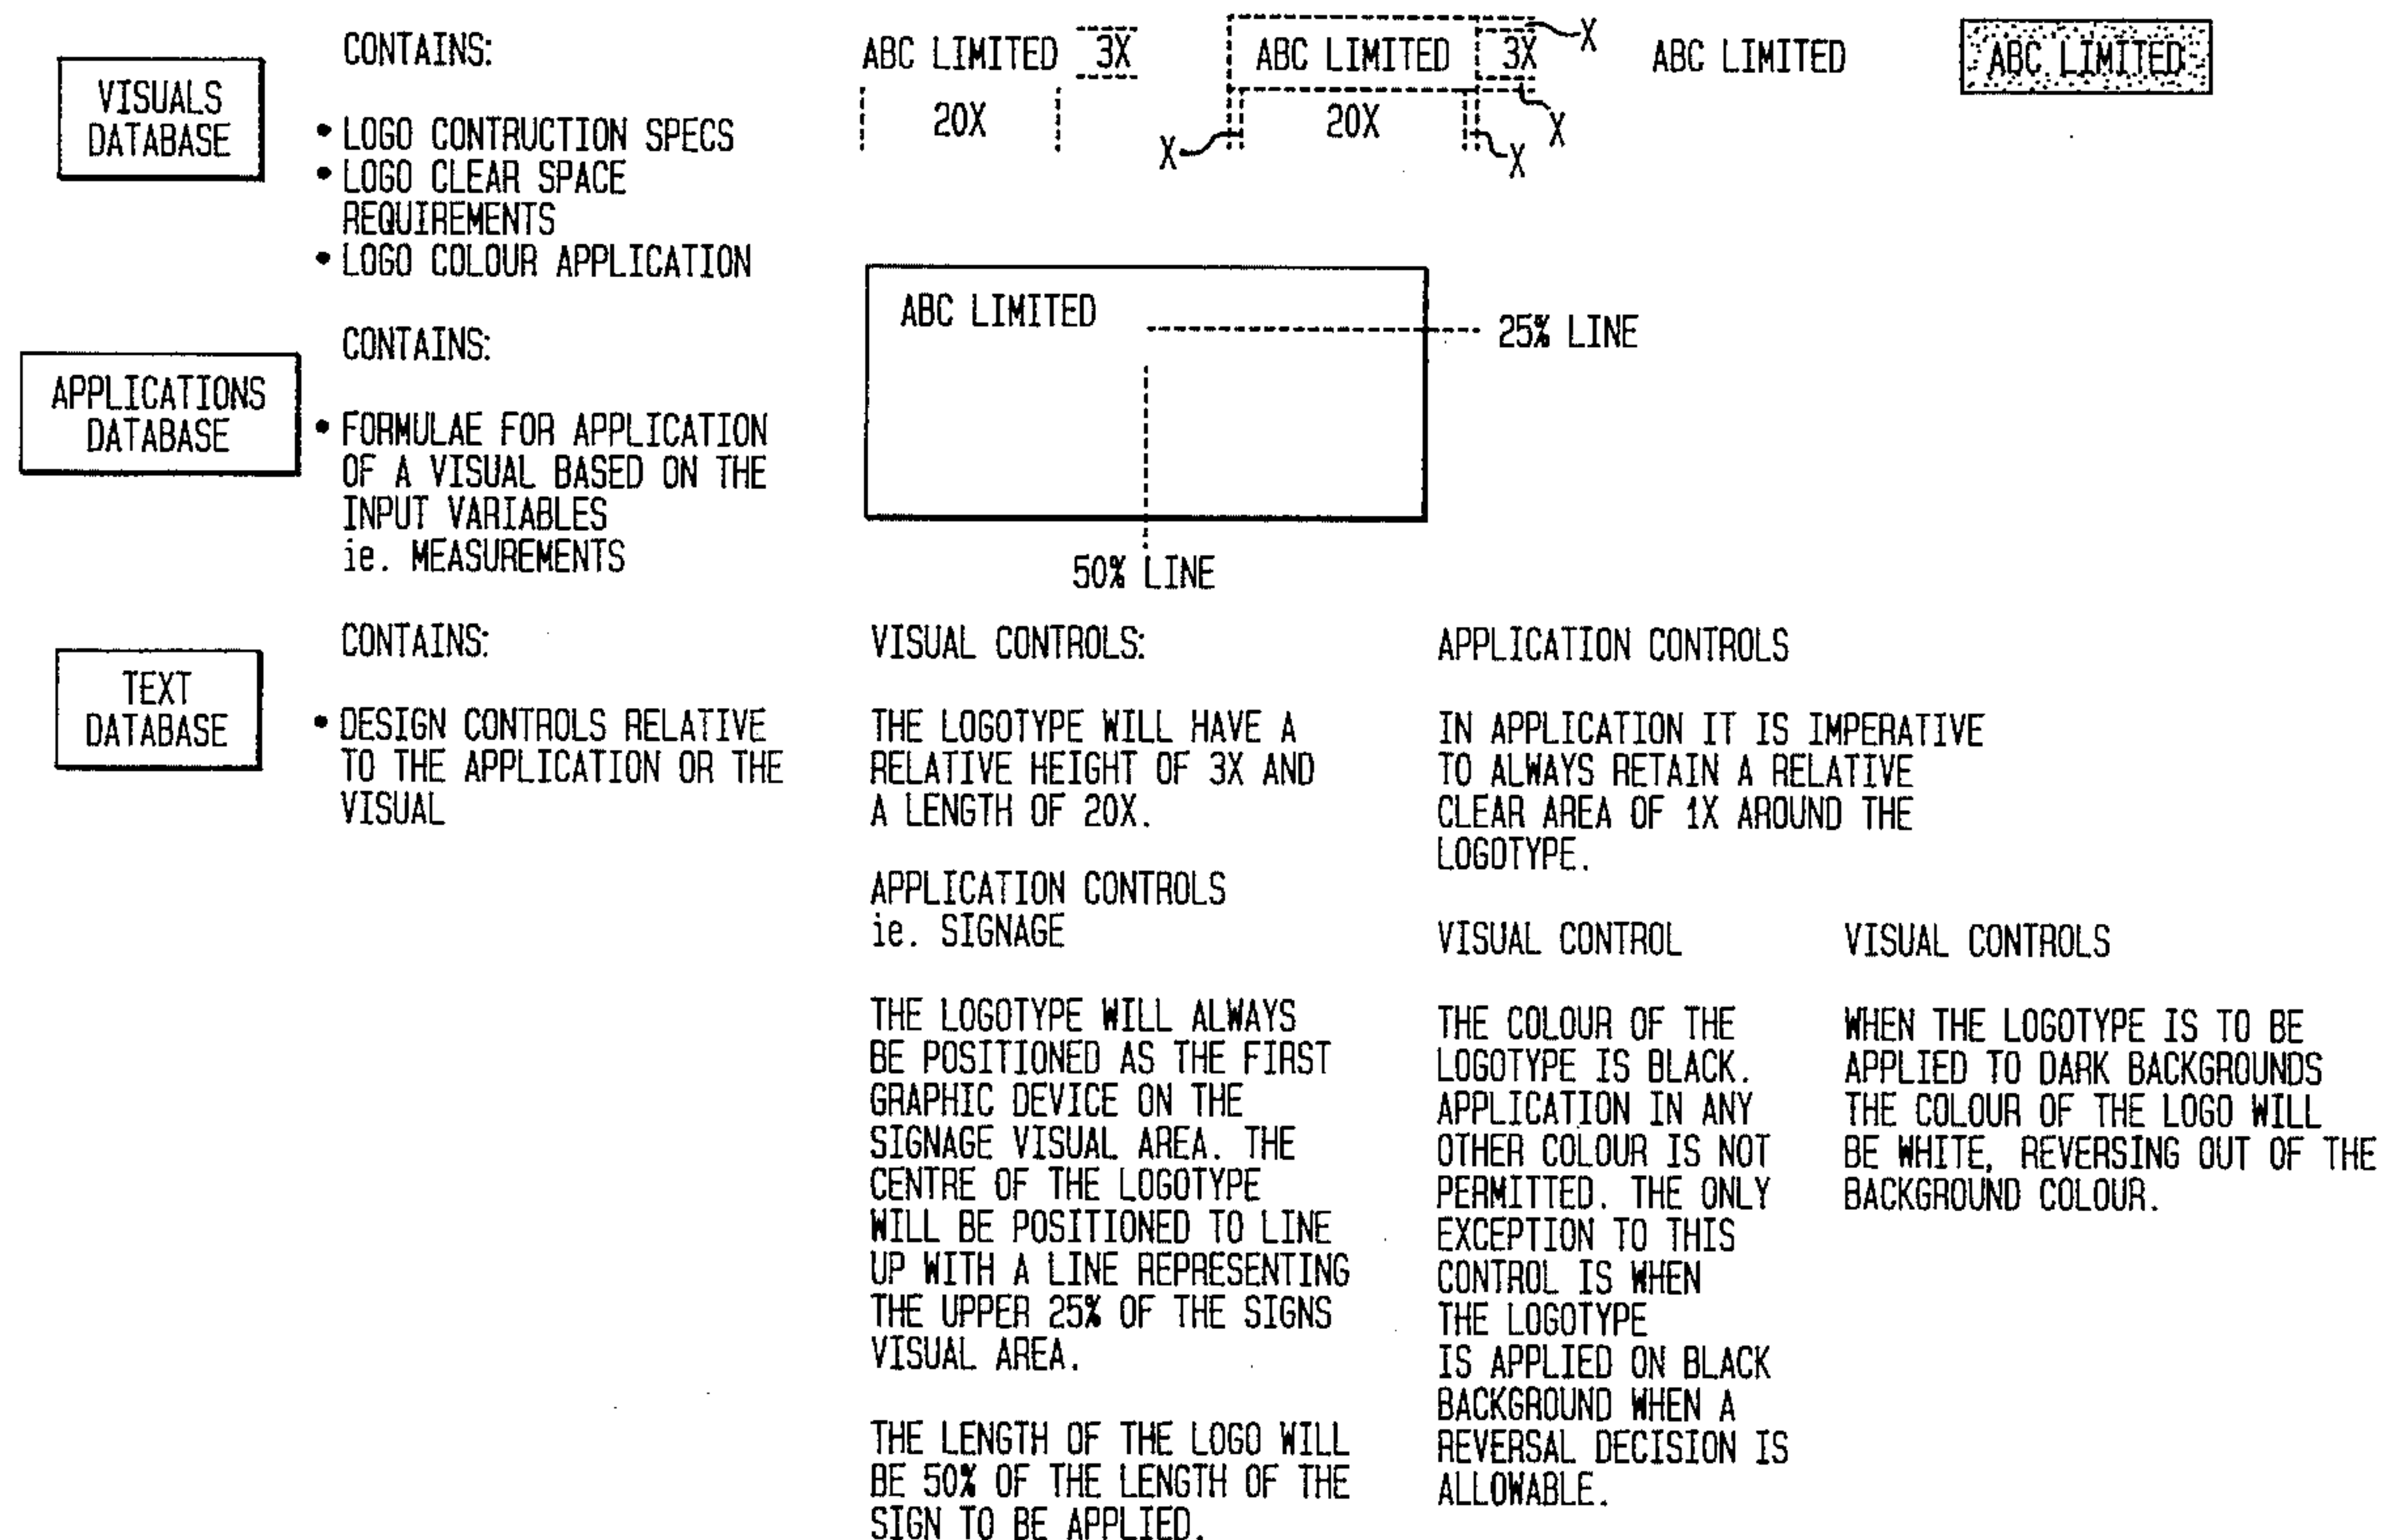 VISUALS
DATABASE
CONTAINS:
• LOGO CONTRUCTION SPECS
• LOGO CLEAR SPACE
REQUIREMENTS
• LOGO COLOUR APPLICATION
ABC LIMITED
3X
20X
ABC LIMITED
3X
X
20X
X
X
X
ABC LIMITED
ABC LIMITED
APPLICATIONS
DATABASE
CONTAINS:
• FORMULAE FOR APPLICATION
OF A VISUAL BASED ON THE
INPUT VARIABLES
ie. MEASUREMENTS
ABC LIMITED
25% LINE
50% LINE
TEXT
DATABASE
CONTAINS:
• DESIGN CONTROLS RELATIVE
TO THE APPLICATION OR THE
VISUAL
VISUAL CONTROLS:
THE LOGOTYPE WILL HAVE A
RELATIVE HEIGHT OF 3X AND
A LENGTH OF 20X.
APPLICATION CONTROLS
ie. SIGNAGE
THE LOGOTYPE WILL ALWAYS
BE POSITIONED AS THE FIRST
GRAPHIC DEVICE ON THE
SIGNAGE VISUAL AREA. THE
CENTRE OF THE LOGOTYPE
WILL BE POSITIONED TO LINE
UP WITH A LINE REPRESENTING
THE UPPER 25% OF THE SIGNS
VISUAL AREA.
THE LENGTH OF THE LOGO WILL
BE 50% OF THE LENGTH OF THE
SIGN TO BE APPLIED.
APPLICATION CONTROLS
IN APPLICATION IT IS IMPERATIVE
TO ALWAYS RETAIN A RELATIVE
CLEAR AREA OF 1X AROUND THE
LOGOTYPE.
VISUAL CONTROL
THE COLOUR OF THE
LOGOTYPE IS BLACK.
APPLICATION IN ANY
OTHER COLOUR IS NOT
PERMITTED. THE ONLY
EXCEPTION TO THIS
CONTROL IS WHEN
THE LOGOTYPE
IS APPLIED ON BLACK
BACKGROUND WHEN A
REVERSAL DECISION IS
ALLOWABLE.
VISUAL CONTROLS
WHEN THE LOGOTYPE IS TO BE
APPLIED TO DARK BACKGROUNDS
THE COLOUR OF THE LOGO WILL
BE WHITE, REVERSING OUT OF THE
BACKGROUND COLOUR.